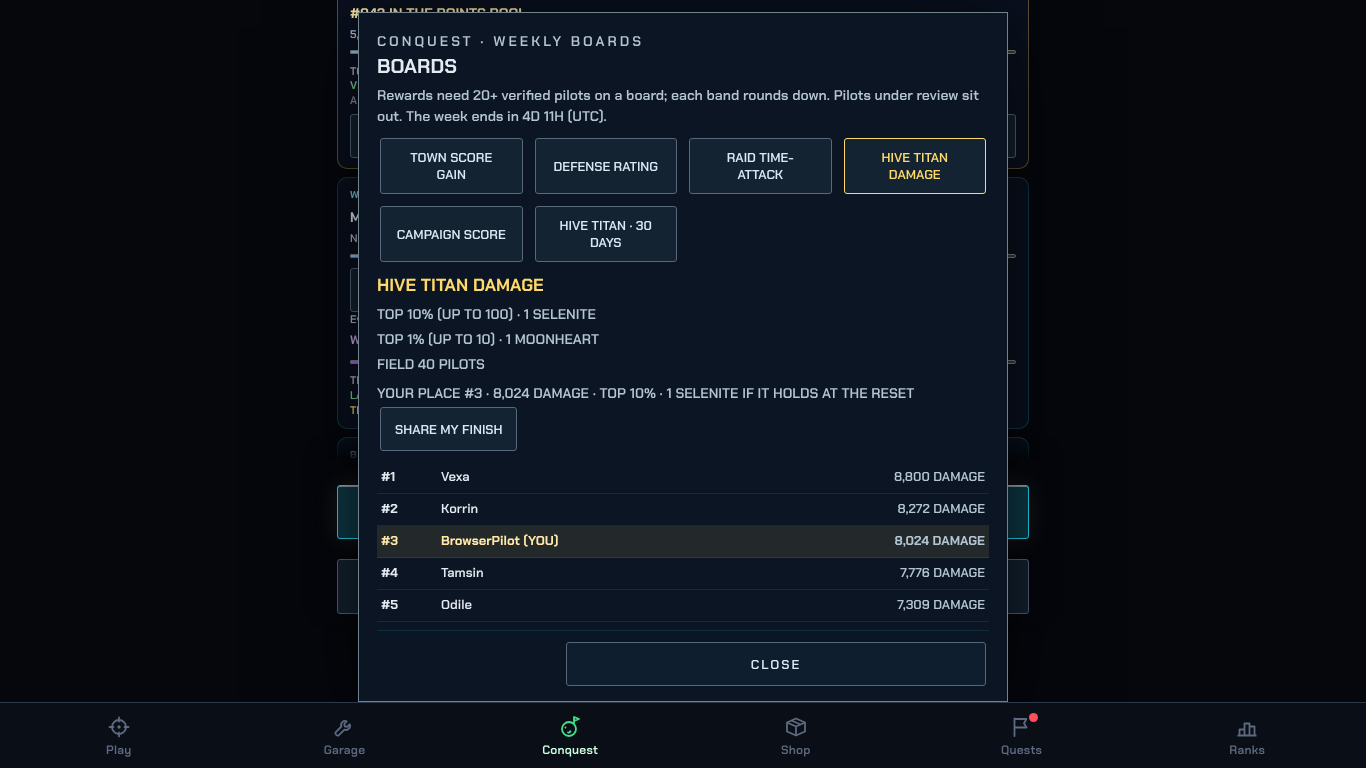 CONQUEST · WEEKLY BOARDS
BOARDS
Rewards need 20+ verified pilots on a board; each band rounds down. Pilots under review sit
out. The week ends in 4D 11H (UTC).
TOWN SCORE
GAIN
DEFENSE RATING
RAID TIME-
ATTACK
HIVE TITAN
DAMAGE
CAMPAIGN SCORE
HIVE TITAN · 30
DAYS
HIVE TITAN DAMAGE
TOP 10% (UP TO 100) · 1 SELENITE
TOP 1% (UP TO 10) · 1 MOONHEART
FIELD 40 PILOTS
YOUR PLACE #3 · 8,024 DAMAGE · TOP 10% · 1 SELENITE IF IT HOLDS AT THE RESET
SHARE MY FINISH
#1 Vexa 8,800 DAMAGE
#2 Korrin 8,272 DAMAGE
#3 BrowserPilot (YOU) 8,024 DAMAGE
#4 Tamsin 7,776 DAMAGE
#5 Odile 7,309 DAMAGE
CLOSE
Play
Garage
Conquest
Shop
Quests
Ranks